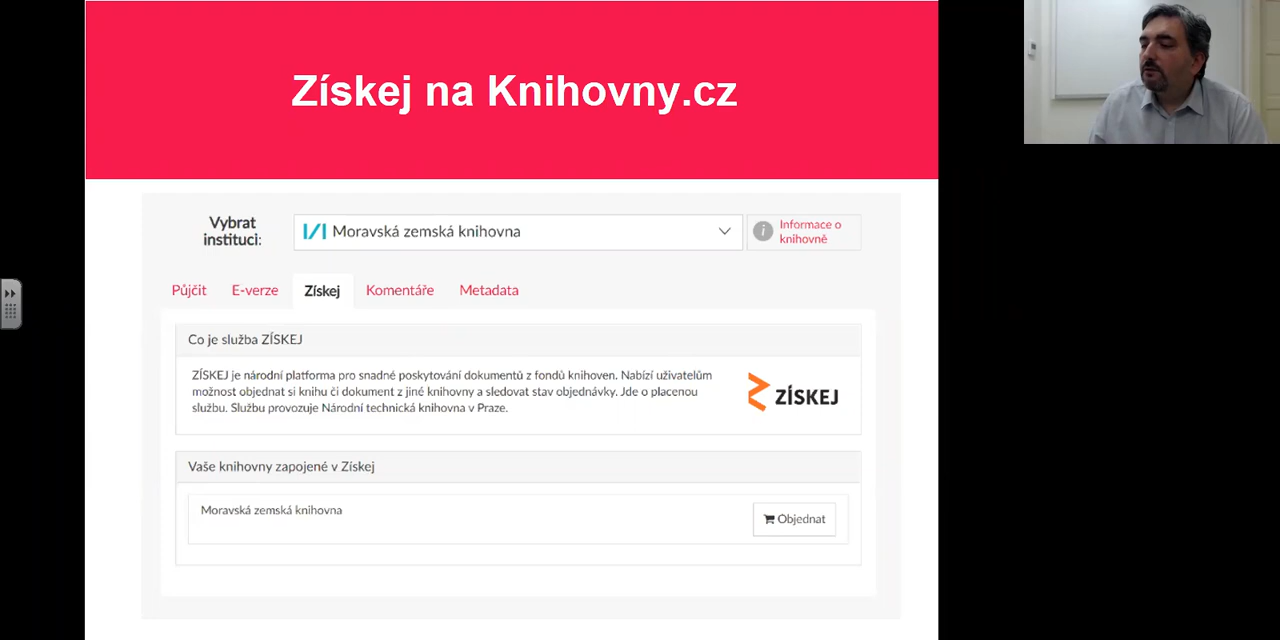 Získej na Knihovny.cz
Vybrat
instituci:
Moravská zemská knihovna
Informace o
knihovně
Půjčit
E-verze
Získej
Komentáře
Metadata
Co je služba ZÍSKEJ
ZÍSKEJ je národní platforma pro snadné poskytování dokumentů z fondů knihoven. Nabízí uživatelům
možnost objednat si knihu či dokument z jiné knihovny a sledovat stav objednávky. Jde o placenou
službu. Službu provozuje Národní technická knihovna v Praze.
ZÍSKEJ
Vaše knihovny zapojené v Získej
Moravská zemská knihovna
Objednat